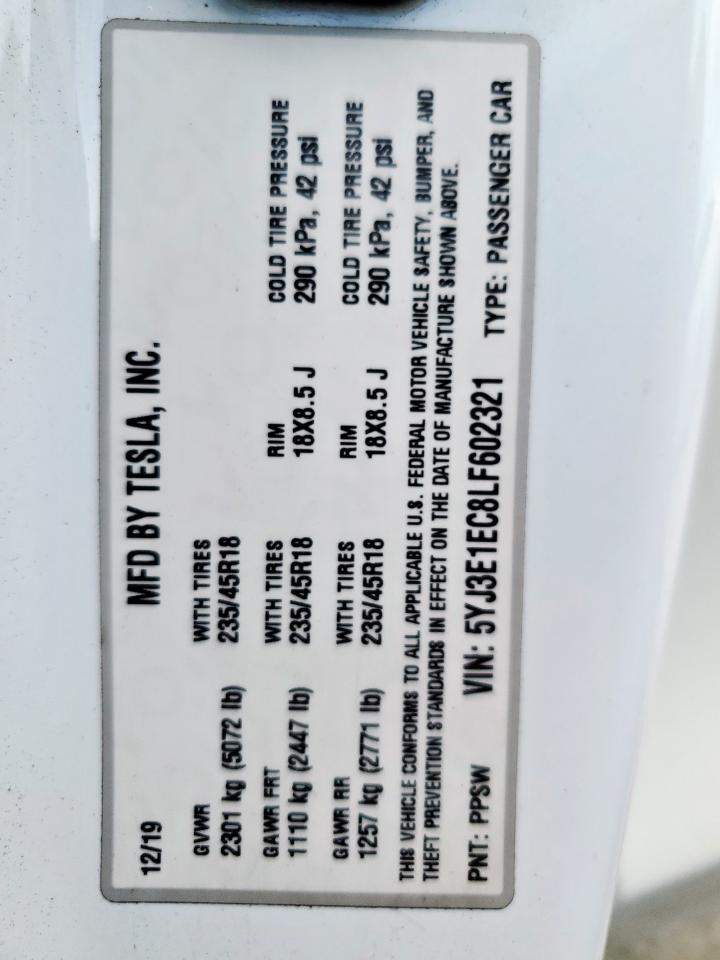 12/19 MFD BY TESLA, INC.
GVWR WITH TIRES
2301 kg (5072 lb) 235/45R18
GAWR FRT WITH TIRES RIM COLD TIRE PRESSURE
1110 kg (2447 lb) 235/45R18 18X8.5 J 290 kPa, 42 psi
GAWR RR WITH TIRES RIM COLD TIRE PRESSURE
1257 kg (2771 lb) 235/45R18 18X8.5 J 290 kPa, 42 psi
THIS VEHICLE CONFORMS TO ALL APPLICABLE U.S. FEDERAL MOTOR VEHICLE SAFETY, BUMPER, AND
THEFT PREVENTION STANDARDS IN EFFECT ON THE DATE OF MANUFACTURE SHOWN ABOVE.
PNT: PPSW VIN: 5YJ3E1EC8LF602321 TYPE: PASSENGER CAR